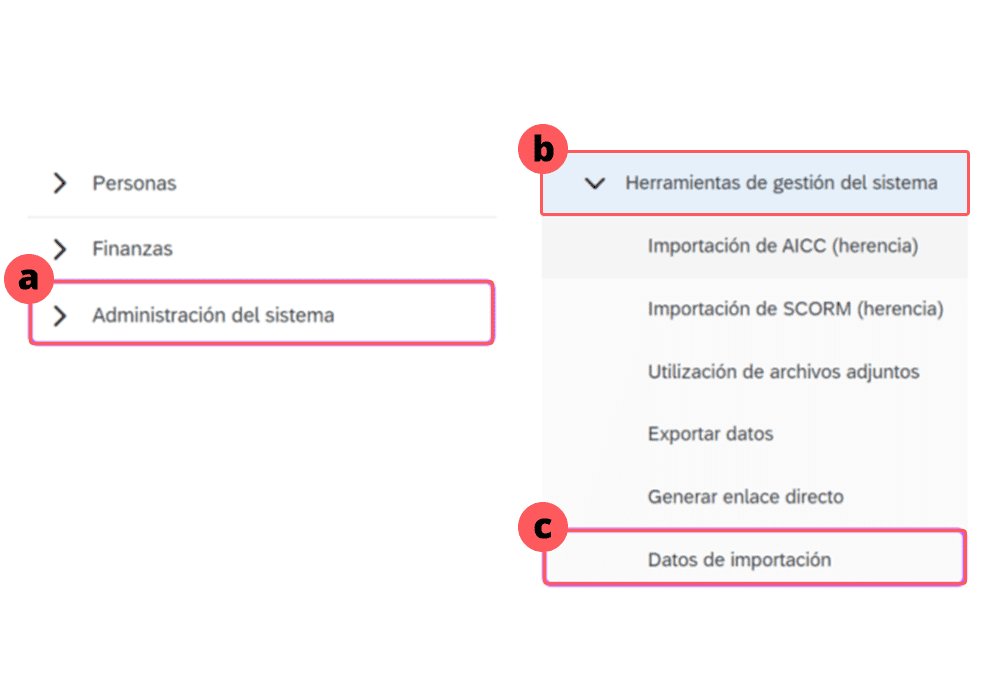 Personas
Finanzas
a
Administración del sistema
b
Herramientas de gestión del sistema
Importación de AICC (herencia)
Importación de SCORM (herencia)
Utilización de archivos adjuntos
Exportar datos
Generar enlace directo
c
Datos de importación